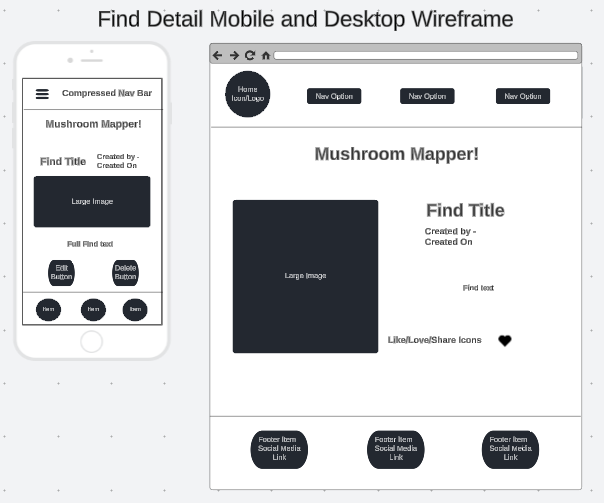 Find Detail Mobile and Desktop Wireframe
Compressed Nav Bar
Mushroom Mapper!
Find Title
Created by -
Created On
Large Image
Full Find text
Edit
Button
Delete
Button
Item
Item
Item
Home
Icon/Logo
Nav Option
Nav Option
Nav Option
Mushroom Mapper!
Large Image
Find Title
Created by -
Created On
Find text
Like/Love/Share Icons
Footer Item
Social Media
Link
Footer Item
Social Media
Link
Footer Item
Social Media
Link